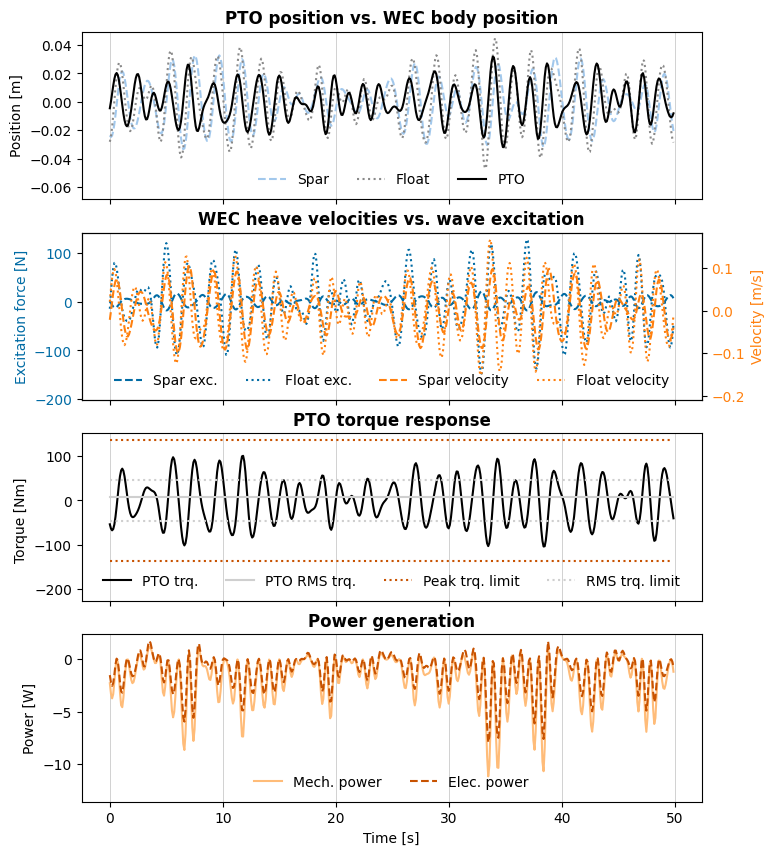 PTO position vs. WEC body position
0.04
0.02
0.00
−0.02
−0.04
−0.06
Position [m]
Spar Float PTO
WEC heave velocities vs. wave excitation
100
0
−100
−200
Excitation force [N]
0.1
0.0
−0.1
−0.2
Velocity [m/s]
Spar exc. Float exc. Spar velocity Float velocity
PTO torque response
100
0
−100
−200
Torque [Nm]
PTO trq. PTO RMS trq. Peak trq. limit RMS trq. limit
Power generation
0
−5
−10
Power [W]
Mech. power Elec. power
0 10 20 30 40 50
Time [s]